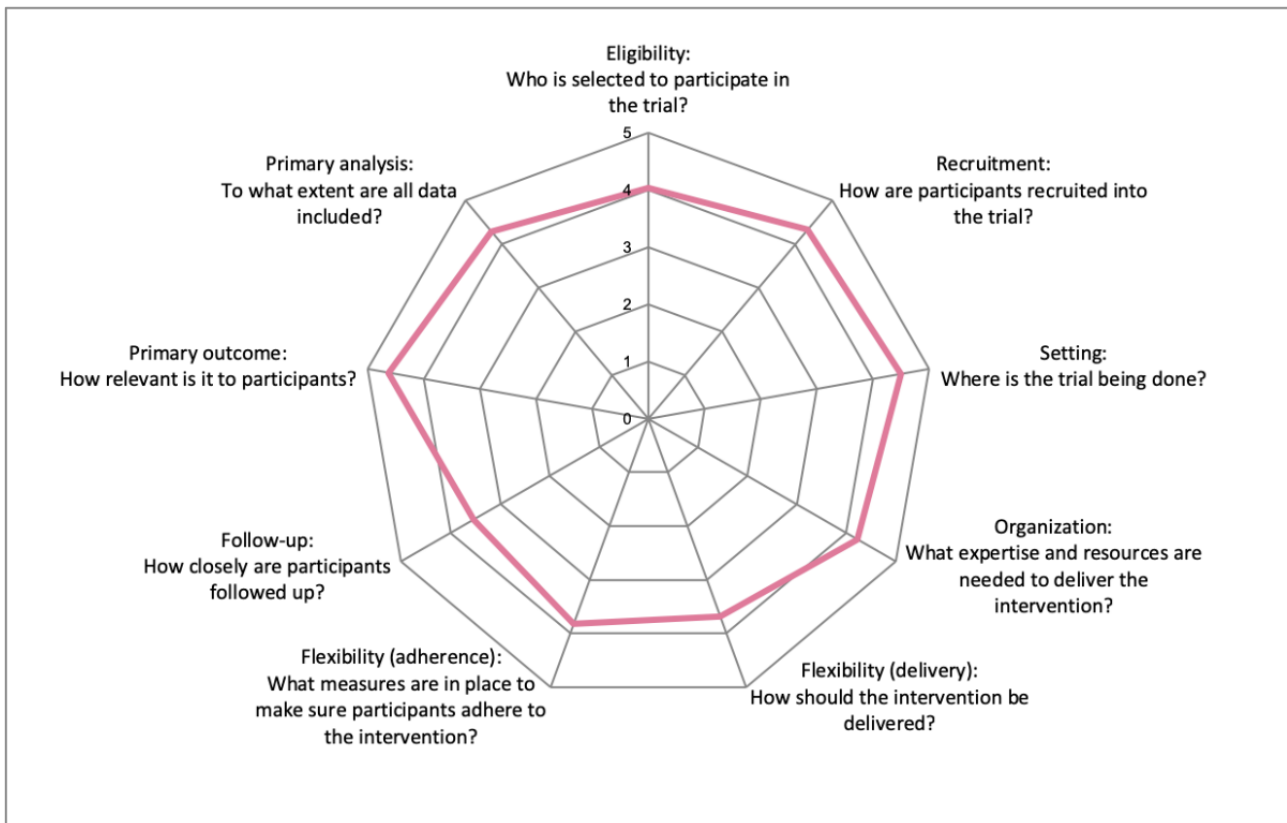 Eligibility:
Who is selected to participate in
the trial?
Primary analysis:
To what extent are all data
included?
Recruitment:
How are participants recruited into
the trial?
5
4
3
2
1
0
Primary outcome:
How relevant is it to participants?
Setting:
Where is the trial being done?
Follow-up:
How closely are participants
followed up?
Organization:
What expertise and resources are
needed to deliver the
intervention?
Flexibility (adherence):
What measures are in place to
make sure participants adhere to
the intervention?
Flexibility (delivery):
How should the intervention be
delivered?